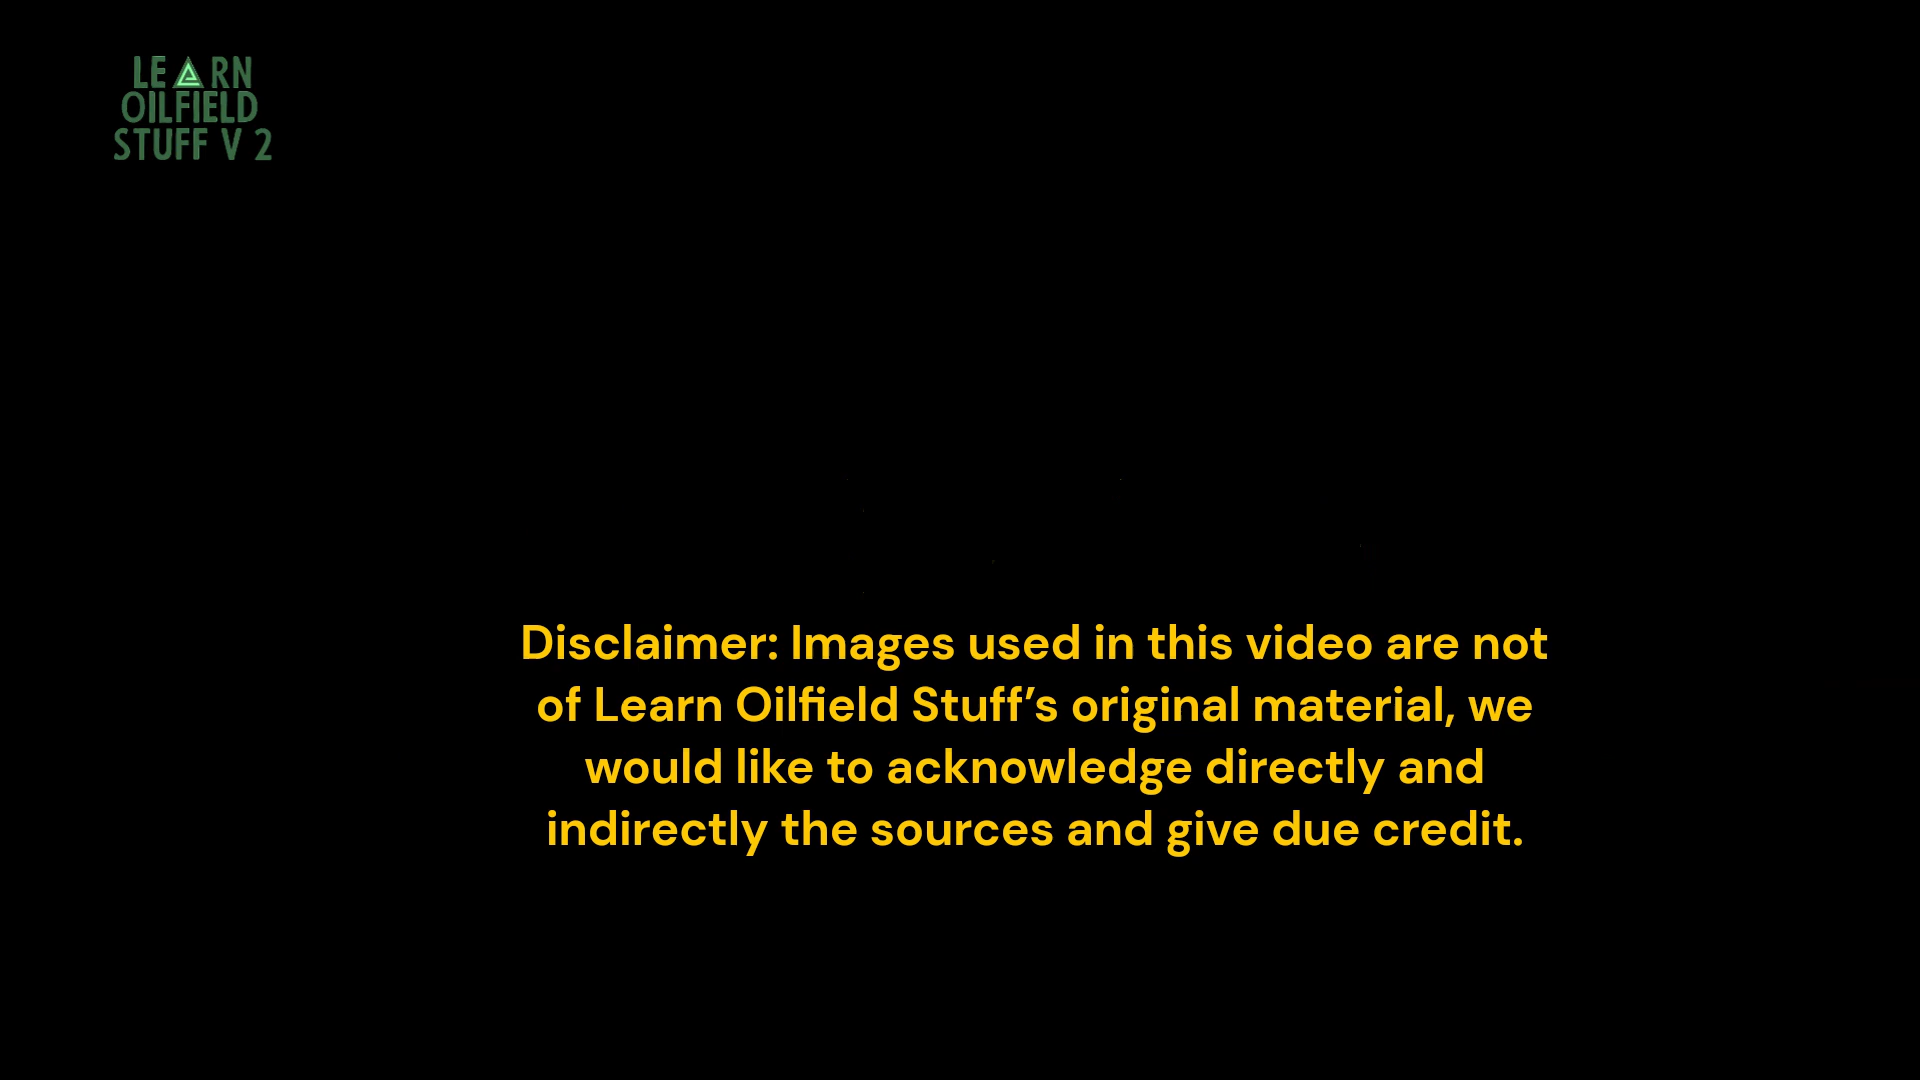 LEARN
OILFIELD
STUFF V 2
Disclaimer: Images used in this video are not
of Learn Oilfield Stuff’s original material, we
would like to acknowledge directly and
indirectly the sources and give due credit.